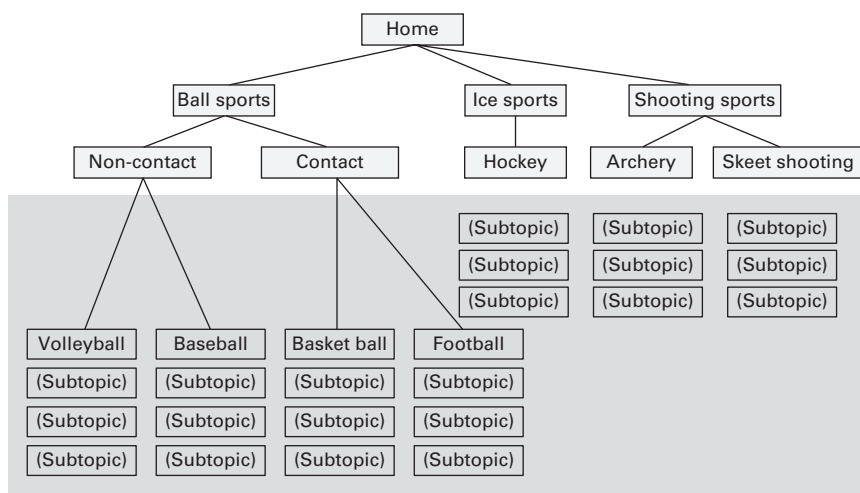 Home
Ball sports
Ice sports
Shooting sports
Non-contact
Contact
Hockey
Archery
Skeet shooting
(Subtopic)
(Subtopic)
(Subtopic)
(Subtopic)
(Subtopic)
(Subtopic)
(Subtopic)
(Subtopic)
(Subtopic)
Volleyball
Baseball
Basket ball
Football
(Subtopic)
(Subtopic)
(Subtopic)
(Subtopic)
(Subtopic)
(Subtopic)
(Subtopic)
(Subtopic)
(Subtopic)
(Subtopic)
(Subtopic)
(Subtopic)